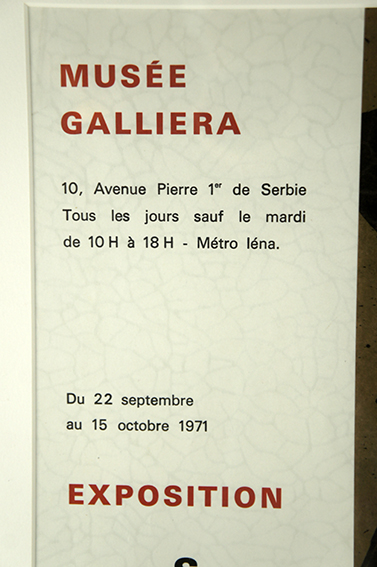 MUSÉE
GALLIERA
10, Avenue Pierre 1er de Serbie
Tous les jours sauf le mardi
de 10 H à 18 H - Métro Iéna.
Du 22 septembre
au 15 octobre 1971
EXPOSITION